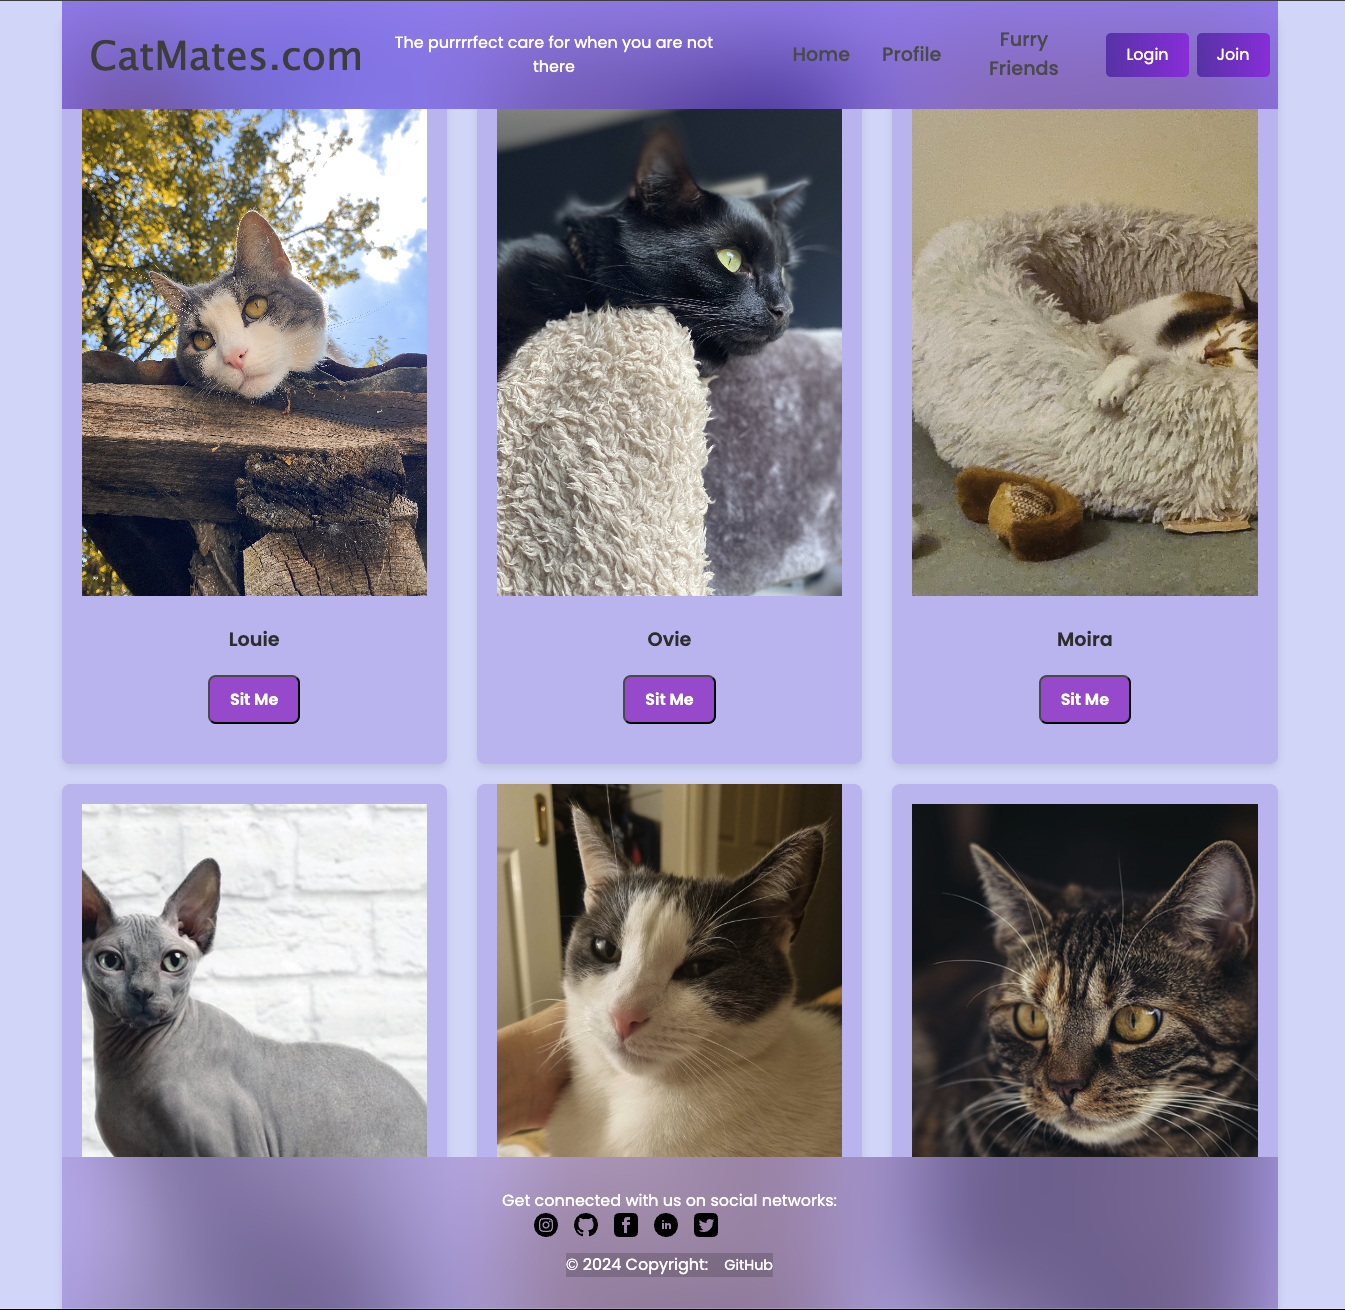 CatMates.com
The purrrrfect care for when you are not
there
Home
Profile
Furry
Friends
Login
Join
Louie
Ovie
Moira
Sit Me
Sit Me
Sit Me
Get connected with us on social networks:
© 2024 Copyright: GitHub